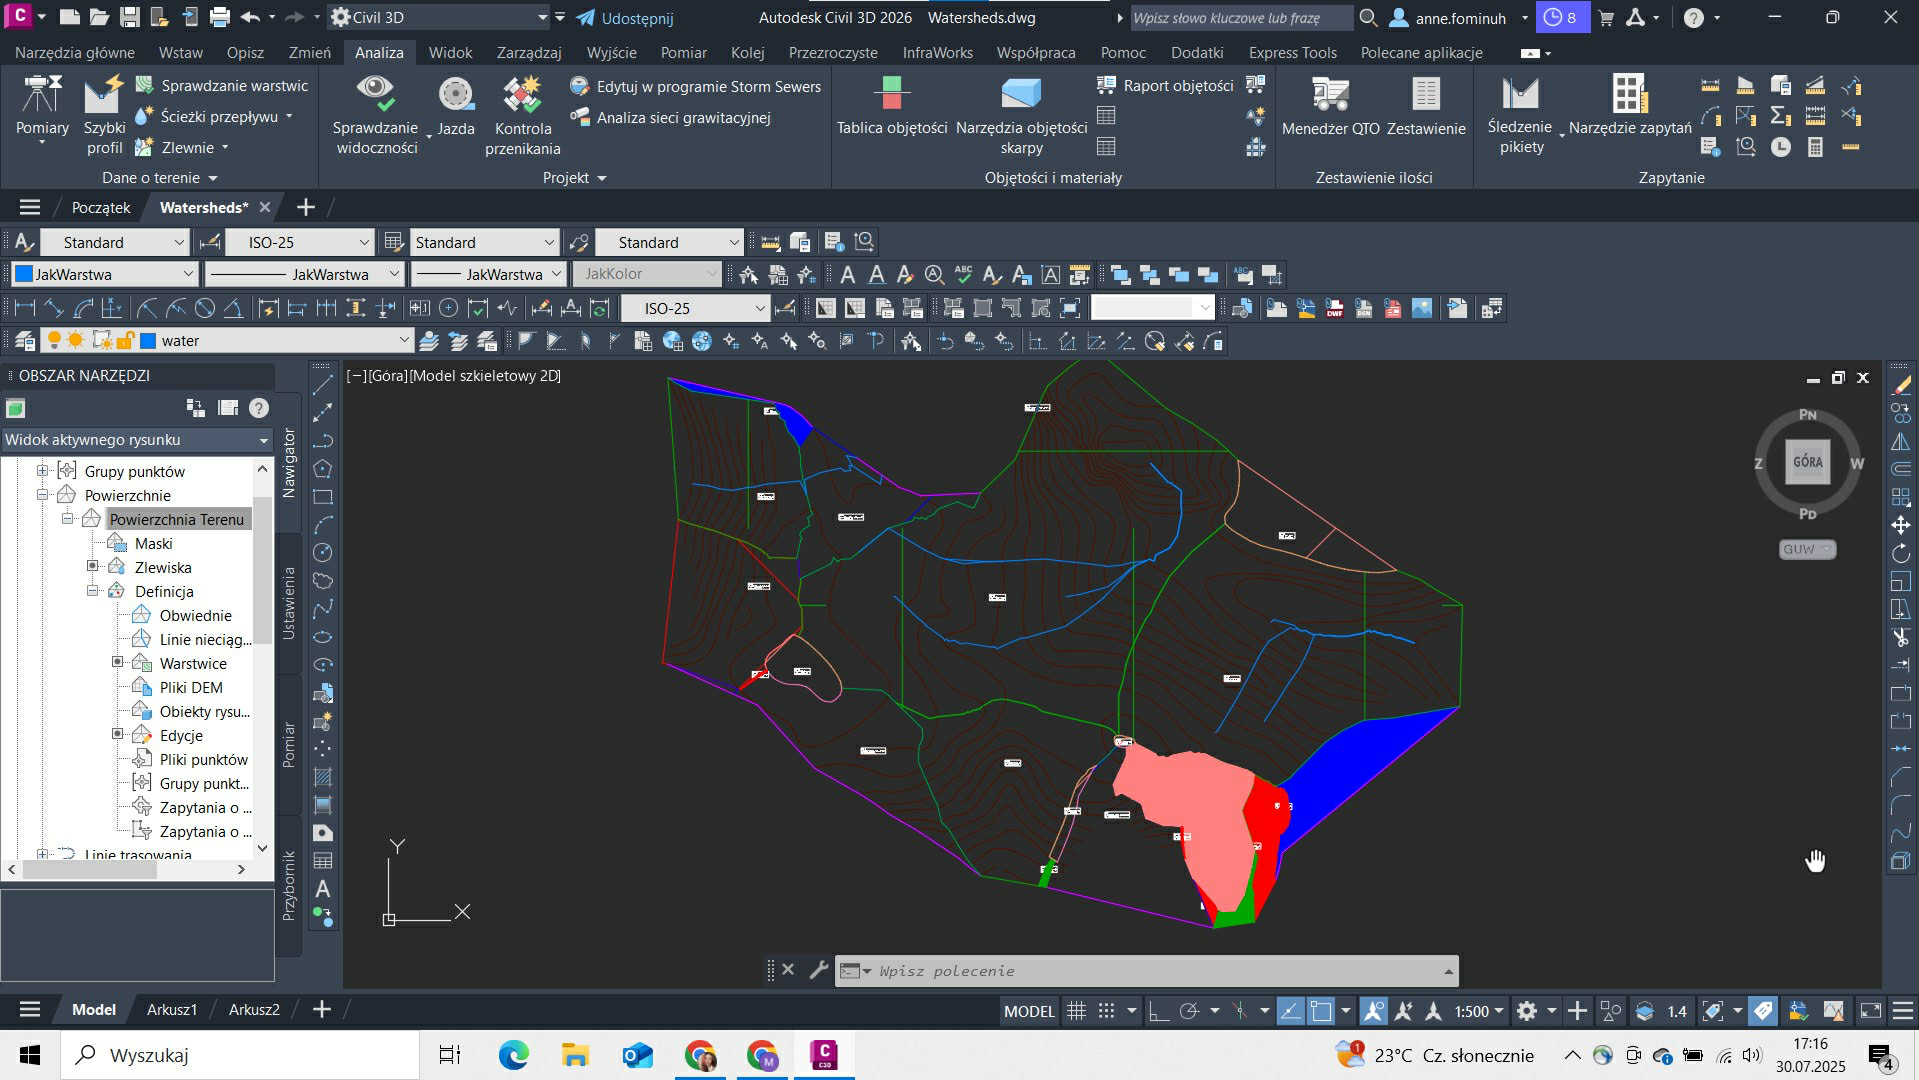 Civil 3D
Udostępnij
Autodesk Civil 3D 2026 Watersheds.dwg
Wpisz słowo kluczowe lub frazę
anne.fominuh
8
Narzędzia główne Wstaw Opisz Zmień Analiza Widok Zarządzaj Wyjście Pomiar Kolej Przezroczyste InfraWorks Współpraca Pomoc Dodatki Express Tools Polecane aplikacje
Pomiary
Szybki profil
Sprawdzanie warstwic
Ścieżki przepływu
Zlewnie
Dane o terenie
Sprawdzanie widoczności
Jazda
Kontrola przenikania
Edytuj w programie Storm Sewers
Analiza sieci grawitacyjnej
Projekt
Tablica objętości
Narzędzia objętości skarpy
Raport objętości
Objętości i materiały
Menedżer QTO
Zestawienie
Zestawienie ilości
Śledzenie pikiety
Narzędzie zapytań
Zapytanie
Początek
Watersheds*
Standard ISO-25 Standard Standard
JakWarstwa JakWarstwa JakWarstwa JakKolor
ISO-25
water
OBSZAR NARZĘDZI
Widok aktywnego rysunku
Grupy punktów
Powierzchnie
Powierzchnia Terenu
Maski
Zlewiska
Definicja
Obwiednie
Linie nieciąg...
Warstwice
Pliki DEM
Obiekty rysu...
Edycje
Pliki punktów
Grupy punkt...
Zapytania o ...
Zapytania o ...
Linie trasowania
Nawigator
Ustawienia
Pomiar
Przybornik
[−][Góra][Model szkieletowy 2D]
PN
Z
GÓRA
W
PD
GUW
Y
X
Wpisz polecenie
Model Arkusz1 Arkusz2
MODEL
1:500
1.4
Wyszukaj
23°C Cz. słonecznie
17:16
30.07.2025
4